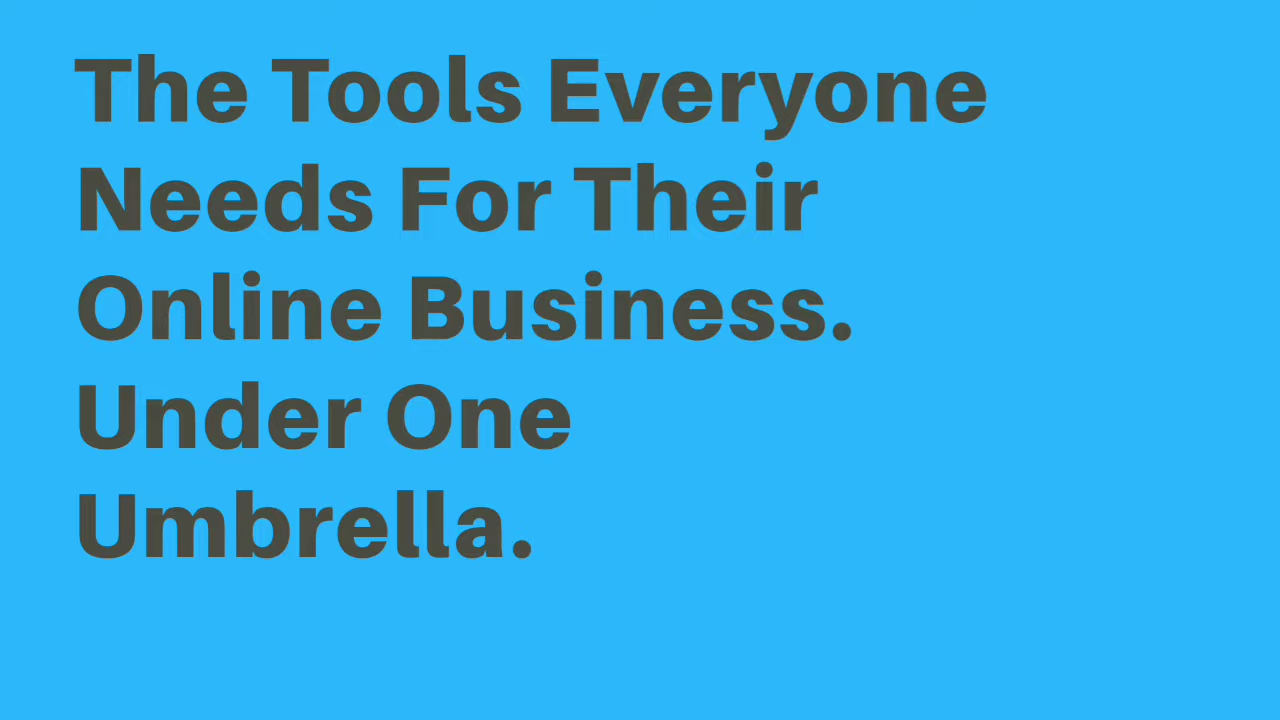 The Tools Everyone
Needs For Their
Online Business.
Under One
Umbrella.